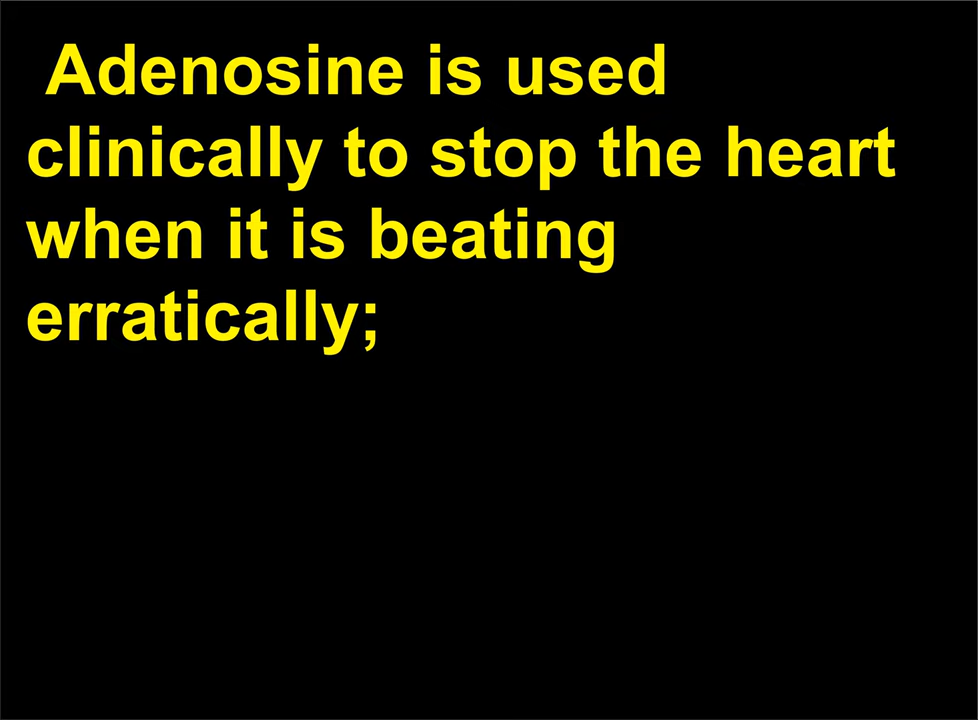 Adenosine is used
clinically to stop the heart
when it is beating
erratically;